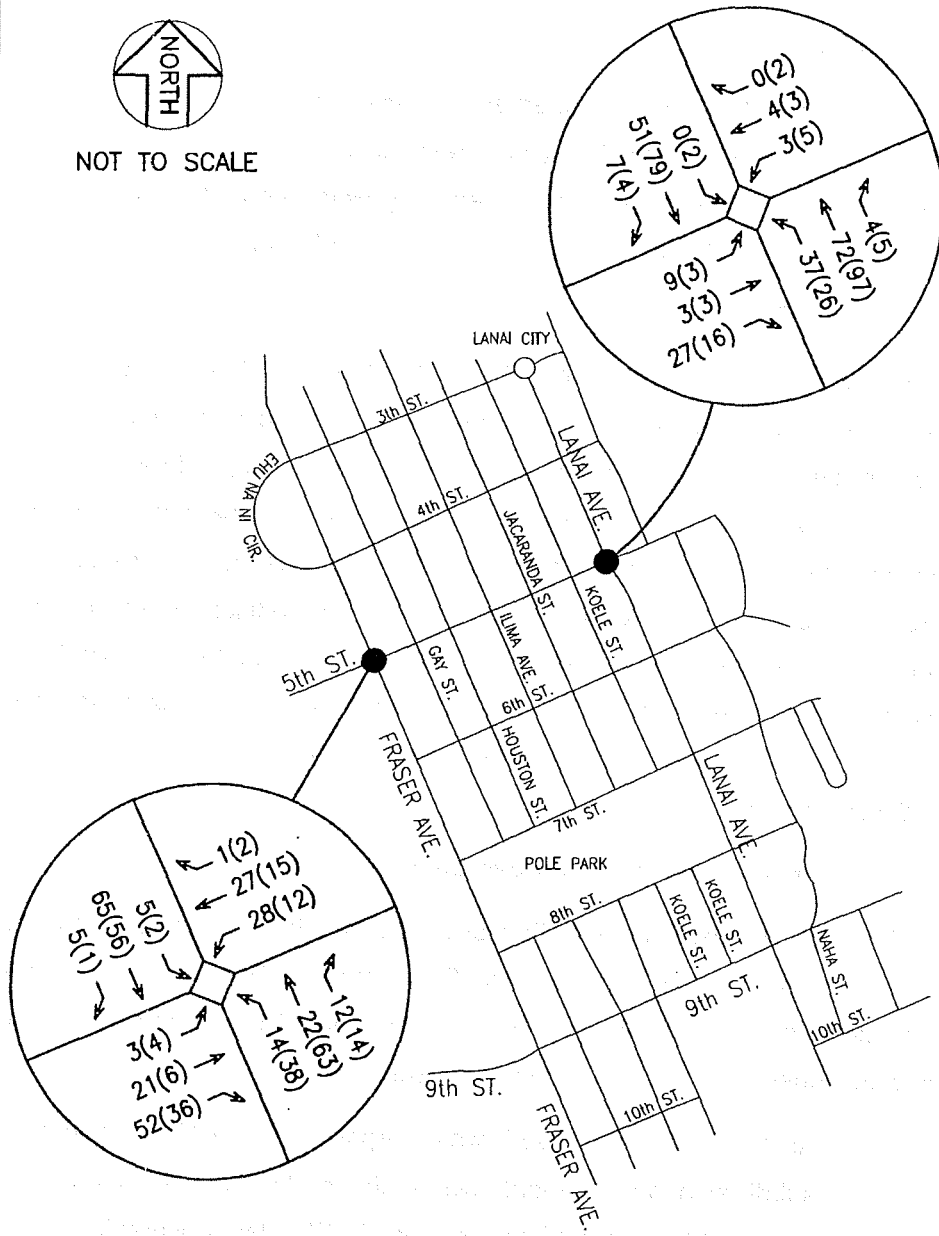 NORTH
NOT TO SCALE
0(2)
4(3)
3(5)
0(2)
51(79)
7(4)
4(5)
72(97)
37(26)
9(3)
3(3)
27(16)
LANAI CITY
3th ST.
EHU NA NI CIR.
4th ST.
LANAI AVE.
JACARANDA ST.
KOELE ST.
5th ST.
GAY ST.
ILIMA AVE.
6th ST.
HOUSTON ST.
FRASER AVE.
7th ST.
LANAI AVE.
POLE PARK
8th ST.
KOELE ST.
KOELE ST.
NAHA ST.
9th ST.
10th ST.
9th ST.
10th ST.
FRASER AVE.
1(2)
27(15)
28(12)
5(2)
65(56)
5(1)
12(14)
22(63)
14(38)
3(4)
21(6)
52(36)